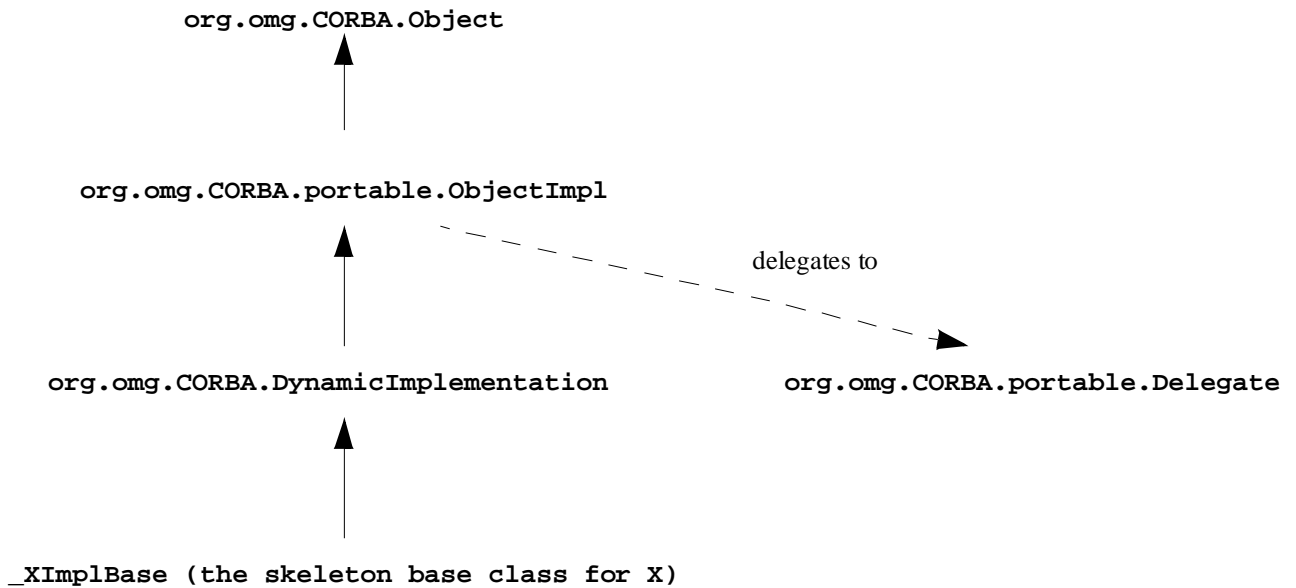 org.omg.CORBA.Object
org.omg.CORBA.portable.ObjectImpl
delegates to
org.omg.CORBA.DynamicImplementation
org.omg.CORBA.portable.Delegate
_XImplBase (the skeleton base class for X)